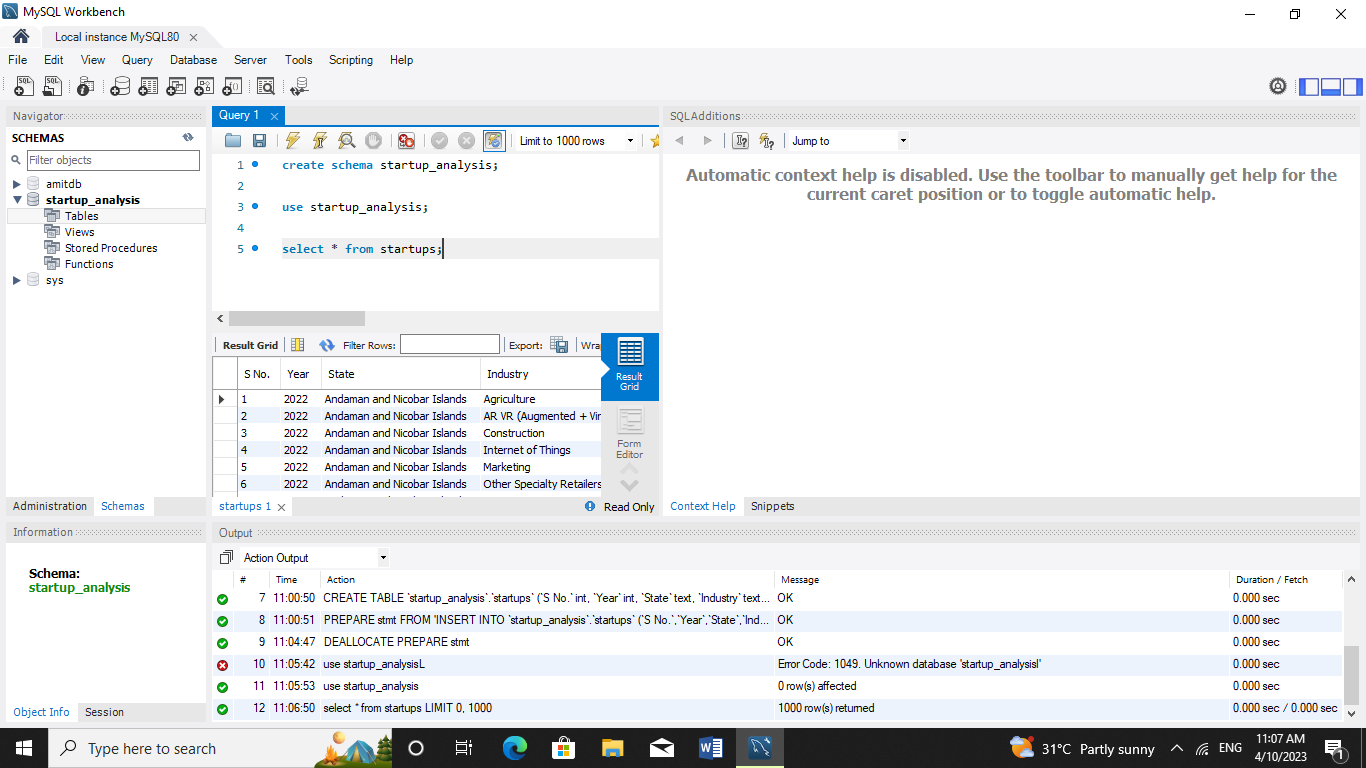 MySQL Workbench
Local instance MySQL80
File Edit View Query Database Server Tools Scripting Help
Navigator
SCHEMAS
Filter objects
amitdb
startup_analysis
Tables
Views
Stored Procedures
Functions
sys
Administration Schemas
Information
Schema:
startup_analysis
Object Info Session
Query 1
Limit to 1000 rows
1 create schema startup_analysis;
2
3 use startup_analysis;
4
5 select * from startups;
Result Grid Filter Rows: Export: Wrap
S No. Year State Industry
1 2022 Andaman and Nicobar Islands Agriculture
2 2022 Andaman and Nicobar Islands AR VR (Augmented + Vir
3 2022 Andaman and Nicobar Islands Construction
4 2022 Andaman and Nicobar Islands Internet of Things
5 2022 Andaman and Nicobar Islands Marketing
6 2022 Andaman and Nicobar Islands Other Specialty Retailers
Result
Grid
Form
Editor
startups 1 Read Only
SQLAdditions
Jump to
Automatic context help is disabled. Use the toolbar to manually get help for the
current caret position or to toggle automatic help.
Context Help Snippets
Output
Action Output
# Time Action Message Duration / Fetch
7 11:00:50 CREATE TABLE `startup_analysis`.`startups` (`S No.` int, `Year` int, `State` text, `Industry` text... OK 0.000 sec
8 11:00:51 PREPARE stmt FROM 'INSERT INTO `startup_analysis`.`startups` (`S No.`,`Year`,`State`,`Ind... OK 0.000 sec
9 11:04:47 DEALLOCATE PREPARE stmt OK 0.000 sec
10 11:05:42 use startup_analysisL Error Code: 1049. Unknown database 'startup_analysisl' 0.000 sec
11 11:05:53 use startup_analysis 0 row(s) affected 0.000 sec
12 11:06:50 select * from startups LIMIT 0, 1000 1000 row(s) returned 0.000 sec / 0.000 sec
Type here to search
31°C Partly sunny ENG
11:07 AM
4/10/2023
1